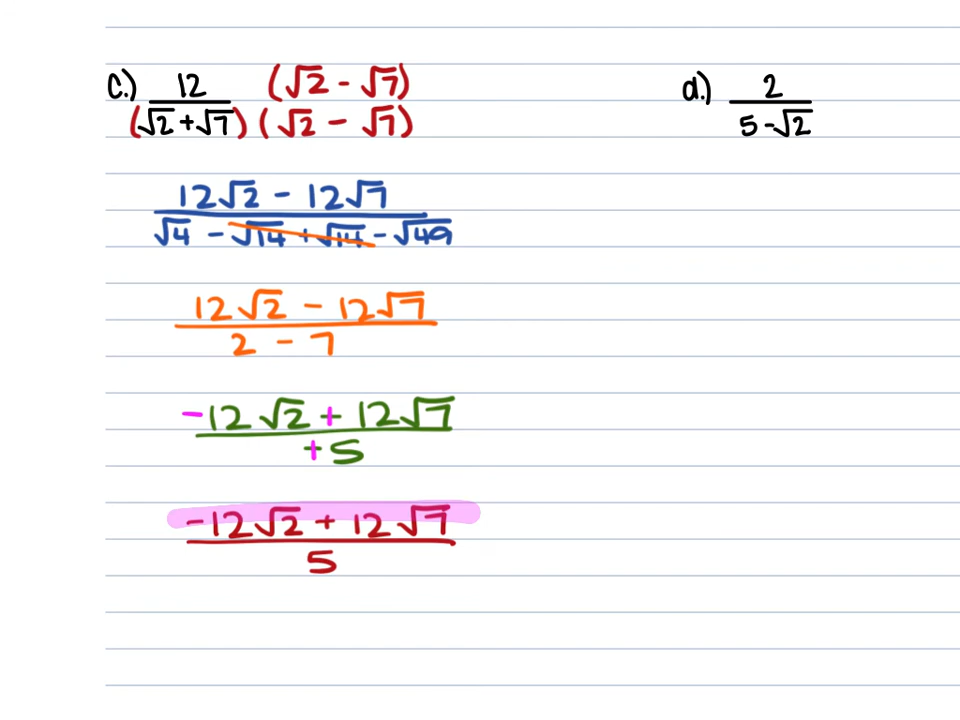 c.) 12 (√2 - √7)
(√2 + √7) (√2 - √7)
12√2 - 12√7
√4 - √14 + √14 - √49
12√2 - 12√7
2 - 7
-12√2 + 12√7
+5
-12√2 + 12√7
5
d.) 2
5-√2